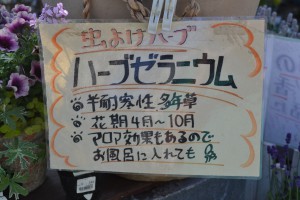 虫よけハーブ
ハーブゼラニウム
半耐寒性 多年草
花期4月〜10月
アロマ効果もあるので
お風呂に入れても